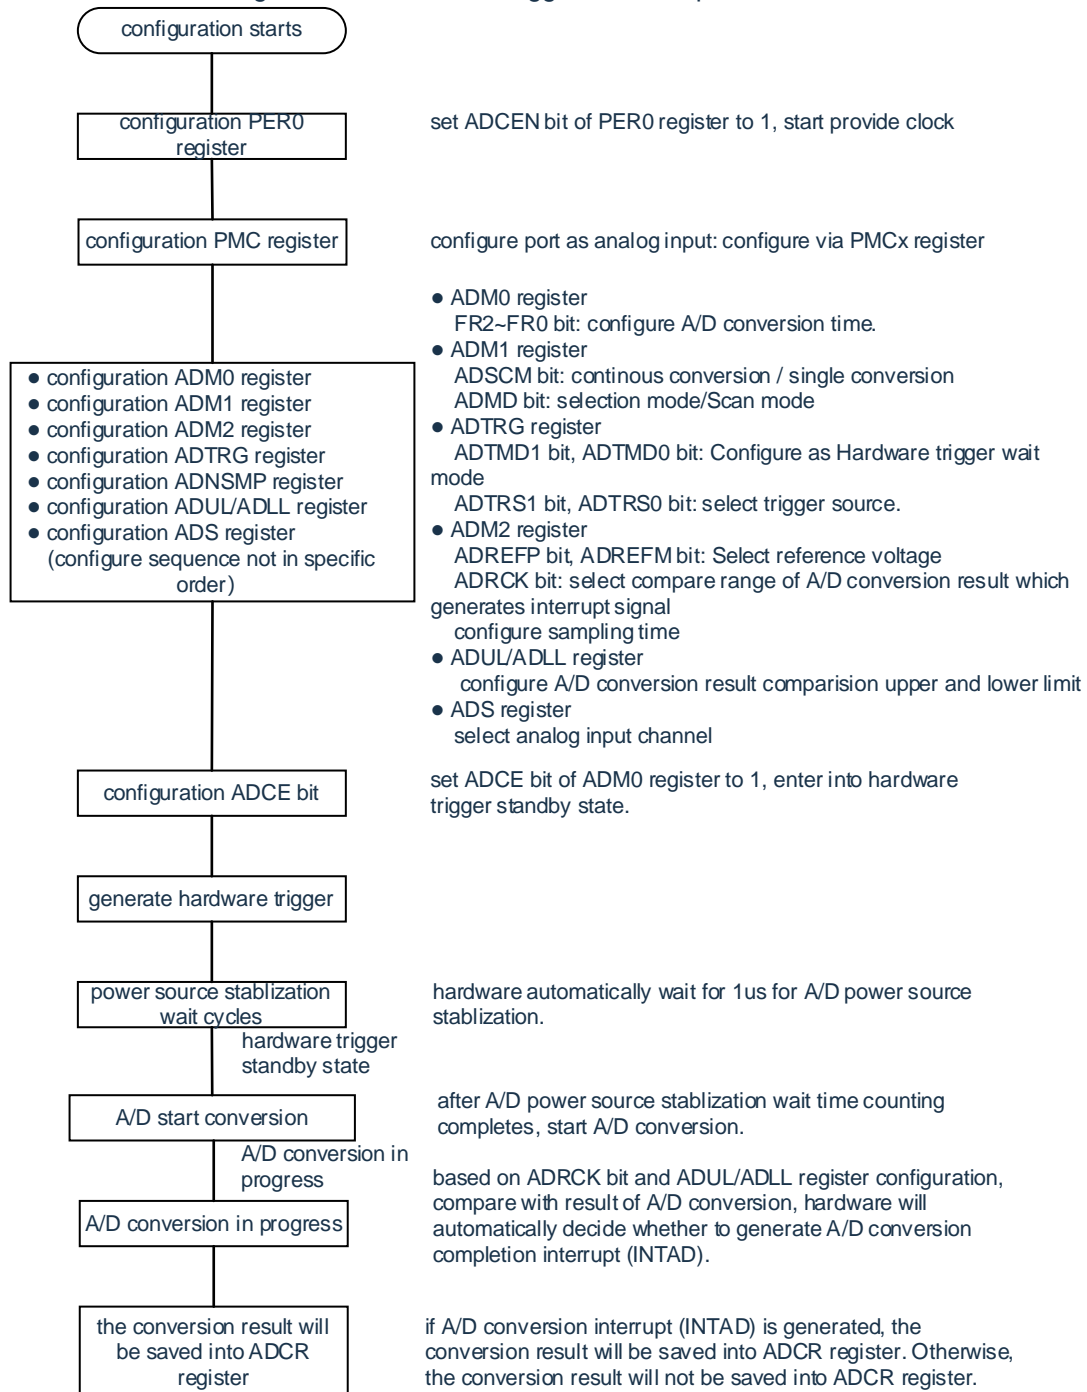 configuration starts
configuration PER0
register
set ADCEN bit of PER0 register to 1, start provide clock
configuration PMC register
configure port as analog input: configure via PMCx register
● configuration ADM0 register
● configuration ADM1 register
● configuration ADM2 register
● configuration ADTRG register
● configuration ADNSMP register
● configuration ADUL/ADLL register
● configuration ADS register
(configure sequence not in specific
order)
● ADM0 register
FR2~FR0 bit: configure A/D conversion time.
● ADM1 register
ADSCM bit: continous conversion / single conversion
ADMD bit: selection mode/Scan mode
● ADTRG register
ADTMD1 bit, ADTMD0 bit: Configure as Hardware trigger wait
mode
ADTRS1 bit, ADTRS0 bit: select trigger source.
● ADM2 register
ADREFP bit, ADREFM bit: Select reference voltage
ADRCK bit: select compare range of A/D conversion result which
generates interrupt signal
configure sampling time
● ADUL/ADLL register
configure A/D conversion result comparision upper and lower limit
● ADS register
select analog input channel
configuration ADCE bit
set ADCE bit of ADM0 register to 1, enter into hardware
trigger standby state.
generate hardware trigger
power source stablization
wait cycles
hardware automatically wait for 1us for A/D power source
stablization.
hardware trigger
standby state
A/D start conversion
after A/D power source stablization wait time counting
completes, start A/D conversion.
A/D conversion in
progress
A/D conversion in progress
based on ADRCK bit and ADUL/ADLL register configuration,
compare with result of A/D conversion, hardware will
automatically decide whether to generate A/D conversion
completion interrupt (INTAD).
the conversion result will
be saved into ADCR
register
if A/D conversion interrupt (INTAD) is generated, the
conversion result will be saved into ADCR register. Otherwise,
the conversion result will not be saved into ADCR register.